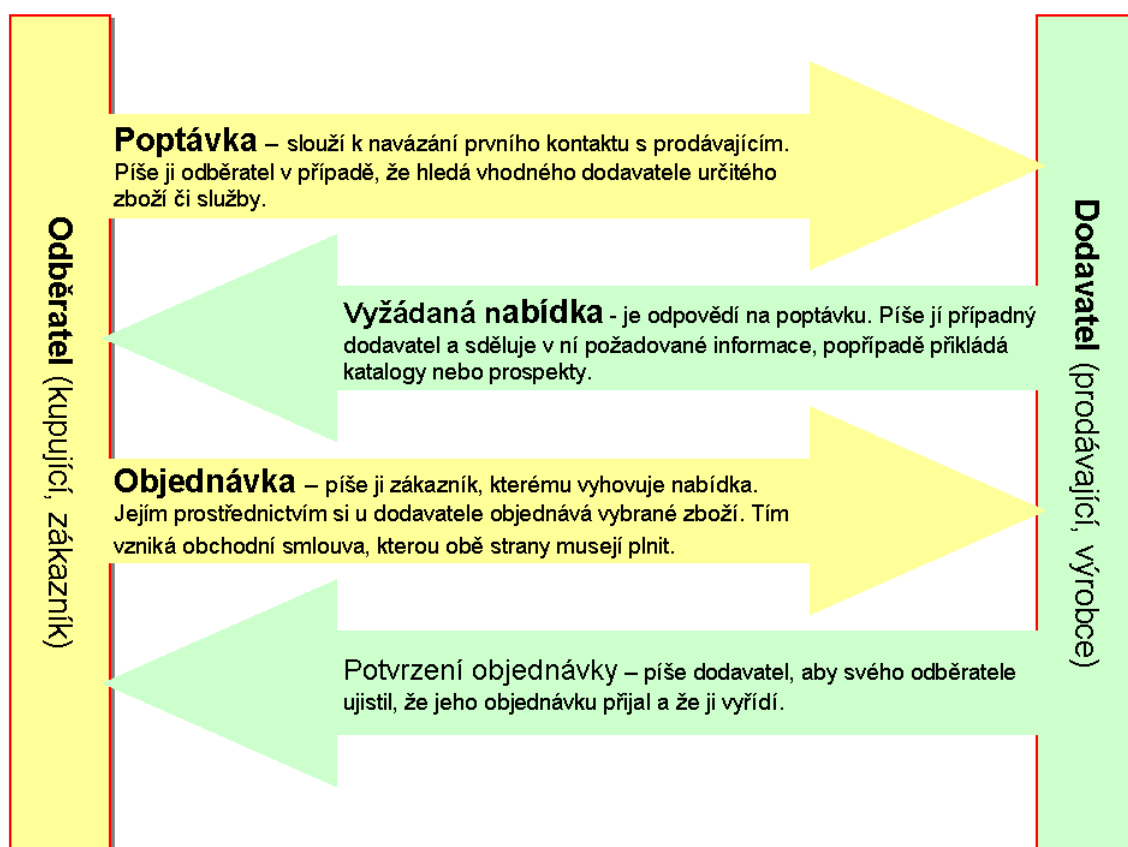 Odběratel (kupující, zákazník)
Poptávka – slouží k navázání prvního kontaktu s prodávajícím.
Píše ji odběratel v případě, že hledá vhodného dodavatele určitého
zboží či služby.
Vyžádaná nabídka - je odpovědí na poptávku. Píše jí případný
dodavatel a sděluje v ní požadované informace, popřípadě přikládá
katalogy nebo prospekty.
Objednávka – píše ji zákazník, kterému vyhovuje nabídka.
Jejím prostřednictvím si u dodavatele objednává vybrané zboží. Tím
vzniká obchodní smlouva, kterou obě strany musejí plnit.
Potvrzení objednávky – píše dodavatel, aby svého odběratele
ujistil, že jeho objednávku přijal a že ji vyřídí.
Dodavatel (prodávající, výrobce)